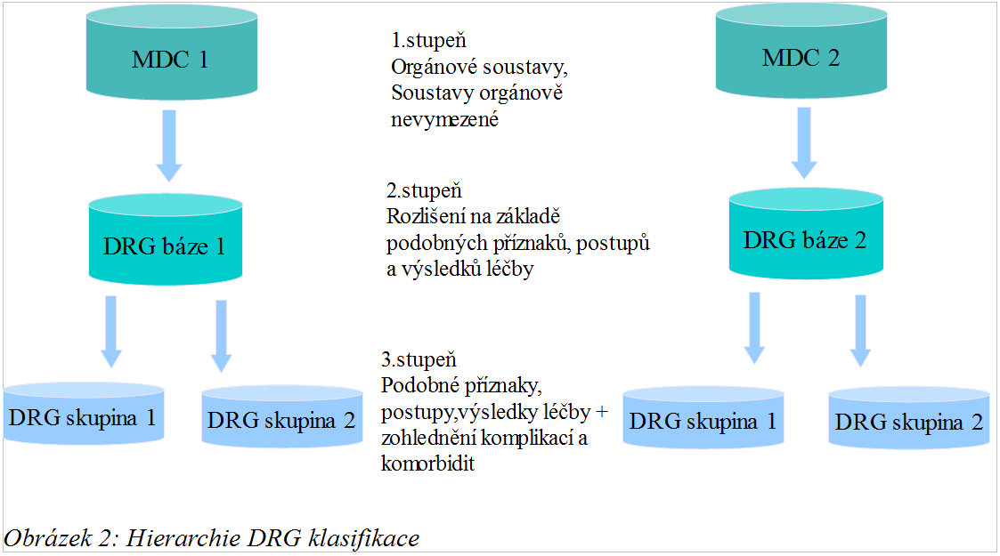 MDC 1
1.stupeň
Orgánové soustavy,
Soustavy orgánově
nevymezené
MDC 2
DRG báze 1
2.stupeň
Rozlišení na základě
podobných příznaků, postupů
a výsledků léčby
DRG báze 2
DRG skupina 1
DRG skupina 2
3.stupeň
Podobné příznaky,
postupy,výsledky léčby +
zohlednění komplikací a
komorbidit
DRG skupina 1
DRG skupina 2
Obrázek 2: Hierarchie DRG klasifikace